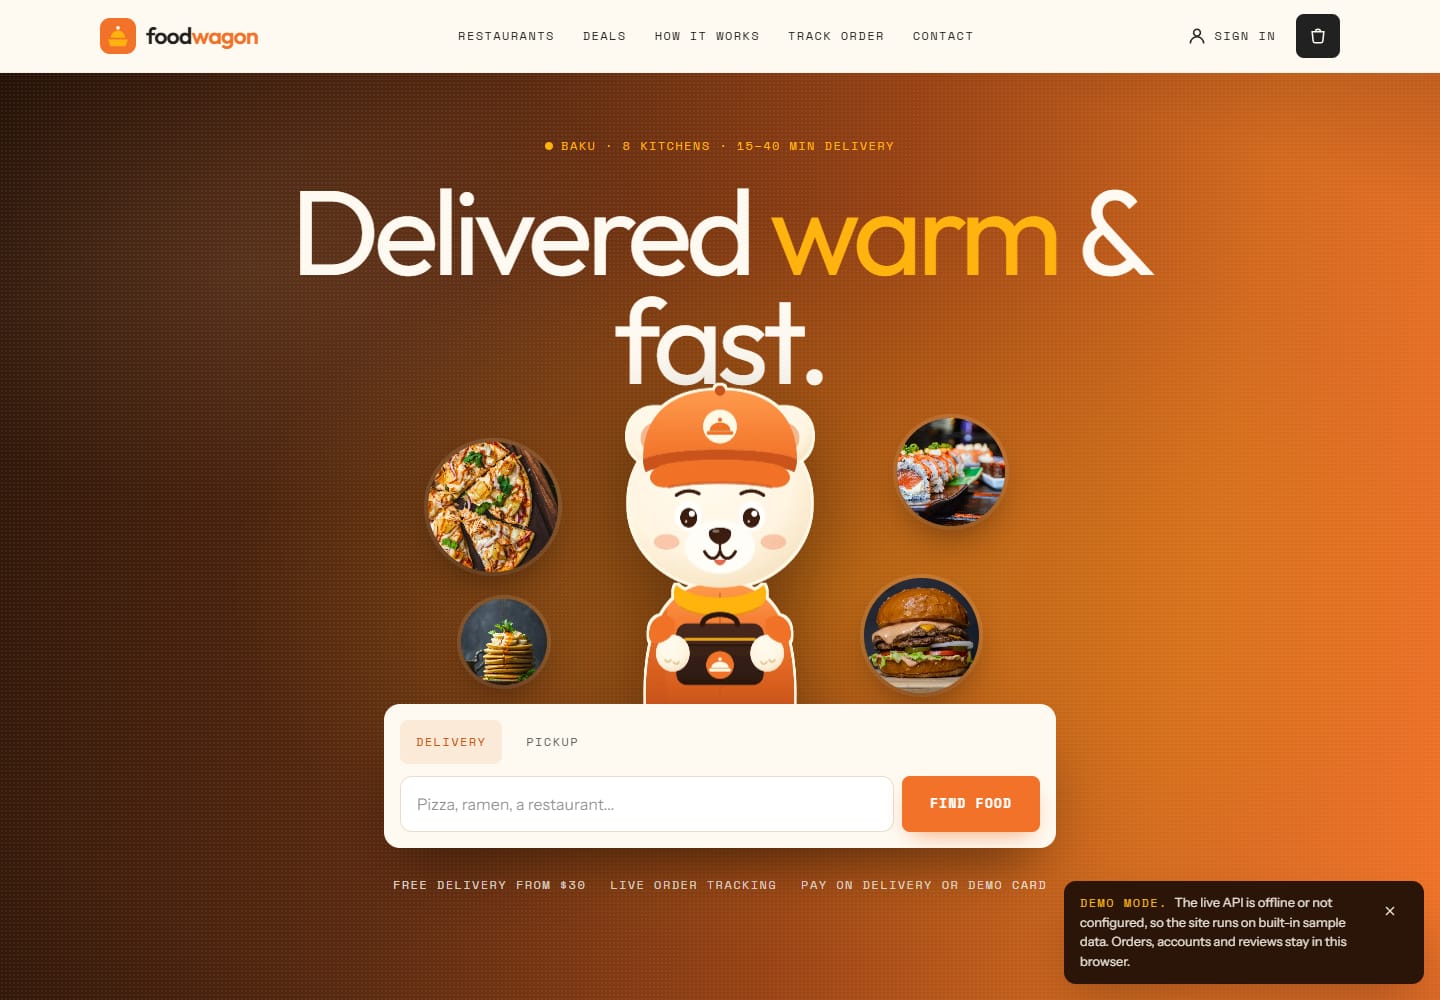 foodwagon
RESTAURANTS
DEALS
HOW IT WORKS
TRACK ORDER
CONTACT
SIGN IN
BAKU · 8 KITCHENS · 15–40 MIN DELIVERY
Delivered warm &
fast.
DELIVERY
PICKUP
Pizza, ramen, a restaurant...
FIND FOOD
FREE DELIVERY FROM $30
LIVE ORDER TRACKING
PAY ON DELIVERY OR DEMO CARD
DEMO MODE. The live API is offline or not
configured, so the site runs on built-in sample
data. Orders, accounts and reviews stay in this
browser.